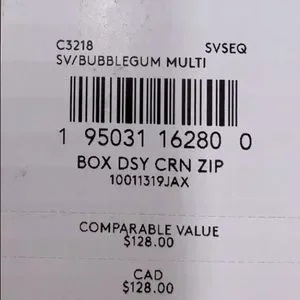 C3218 SVSEQ
SV/BUBBLEGUM MULTI
1 95031 16280 0
BOX DSY CRN ZIP
10011319JAX
COMPARABLE VALUE
$128.00
CAD
$128.00